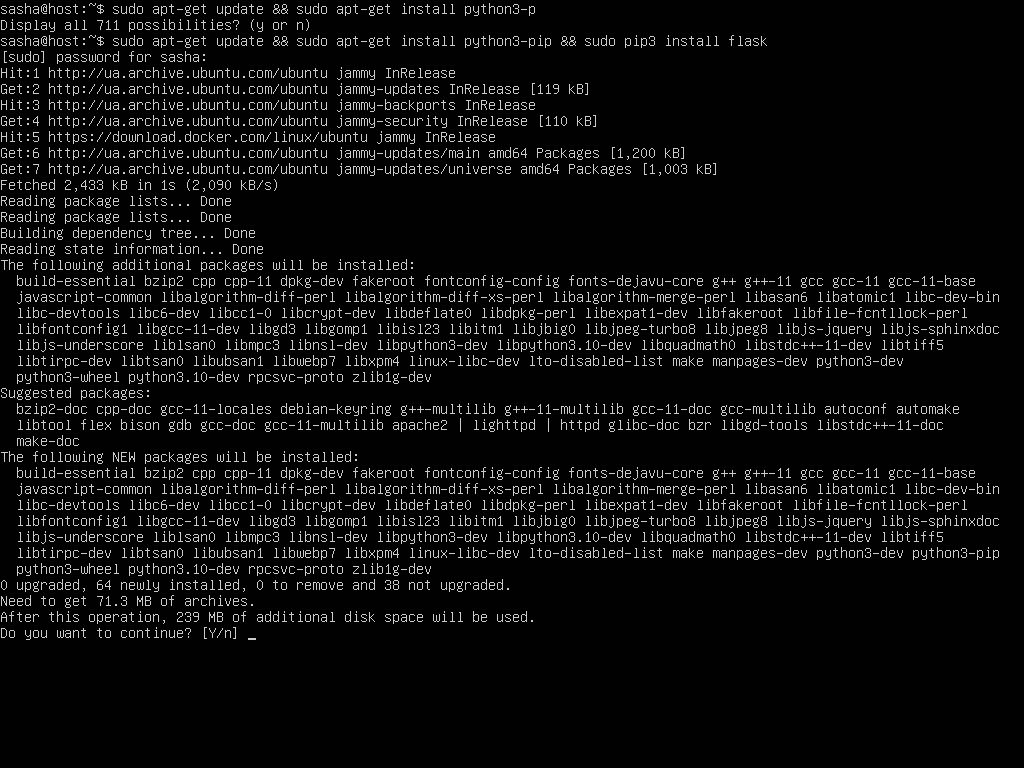 sasha@host:~$ sudo apt-get update && sudo apt-get install python3-p
Display all 711 possibilities? (y or n)
sasha@host:~$ sudo apt-get update && sudo apt-get install python3-pip && sudo pip3 install flask
[sudo] password for sasha:
Hit:1 http://ua.archive.ubuntu.com/ubuntu jammy InRelease
Get:2 http://ua.archive.ubuntu.com/ubuntu jammy-updates InRelease [119 kB]
Hit:3 http://ua.archive.ubuntu.com/ubuntu jammy-backports InRelease
Get:4 http://ua.archive.ubuntu.com/ubuntu jammy-security InRelease [110 kB]
Hit:5 https://download.docker.com/linux/ubuntu jammy InRelease
Get:6 http://ua.archive.ubuntu.com/ubuntu jammy-updates/main amd64 Packages [1,200 kB]
Get:7 http://ua.archive.ubuntu.com/ubuntu jammy-updates/universe amd64 Packages [1,003 kB]
Fetched 2,433 kB in 1s (2,090 kB/s)
Reading package lists... Done
Reading package lists... Done
Building dependency tree... Done
Reading state information... Done
The following additional packages will be installed:
  build-essential bzip2 cpp cpp-11 dpkg-dev fakeroot fontconfig-config fonts-dejavu-core g++ g++-11 gcc gcc-11 gcc-11-base
  javascript-common libalgorithm-diff-perl libalgorithm-diff-xs-perl libalgorithm-merge-perl libasan6 libatomic1 libc-dev-bin
  libc-devtools libc6-dev libcc1-0 libcrypt-dev libdeflate0 libdpkg-perl libexpat1-dev libfakeroot libfile-fcntllock-perl
  libfontconfig1 libgcc-11-dev libgd3 libgomp1 libisl23 libitm1 libjbig0 libjpeg-turbo8 libjpeg8 libjs-jquery libjs-sphinxdoc
  libjs-underscore liblsan0 libmpc3 libnsl-dev libpython3-dev libpython3.10-dev libquadmath0 libstdc++-11-dev libtiff5
  libtirpc-dev libtsan0 libubsan1 libwebp7 libxpm4 linux-libc-dev lto-disabled-list make manpages-dev python3-dev
  python3-wheel python3.10-dev rpcsvc-proto zlib1g-dev
Suggested packages:
  bzip2-doc cpp-doc gcc-11-locales debian-keyring g++-multilib g++-11-multilib gcc-11-doc gcc-multilib autoconf automake
  libtool flex bison gdb gcc-doc gcc-11-multilib apache2 | lighttpd | httpd glibc-doc bzr libgd-tools libstdc++-11-doc
  make-doc
The following NEW packages will be installed:
  build-essential bzip2 cpp cpp-11 dpkg-dev fakeroot fontconfig-config fonts-dejavu-core g++ g++-11 gcc gcc-11 gcc-11-base
  javascript-common libalgorithm-diff-perl libalgorithm-diff-xs-perl libalgorithm-merge-perl libasan6 libatomic1 libc-dev-bin
  libc-devtools libc6-dev libcc1-0 libcrypt-dev libdeflate0 libdpkg-perl libexpat1-dev libfakeroot libfile-fcntllock-perl
  libfontconfig1 libgcc-11-dev libgd3 libgomp1 libisl23 libitm1 libjbig0 libjpeg-turbo8 libjpeg8 libjs-jquery libjs-sphinxdoc
  libjs-underscore liblsan0 libmpc3 libnsl-dev libpython3-dev libpython3.10-dev libquadmath0 libstdc++-11-dev libtiff5
  libtirpc-dev libtsan0 libubsan1 libwebp7 libxpm4 linux-libc-dev lto-disabled-list make manpages-dev python3-dev python3-pip
  python3-wheel python3.10-dev rpcsvc-proto zlib1g-dev
0 upgraded, 64 newly installed, 0 to remove and 38 not upgraded.
Need to get 71.3 MB of archives.
After this operation, 239 MB of additional disk space will be used.
Do you want to continue? [Y/n] _